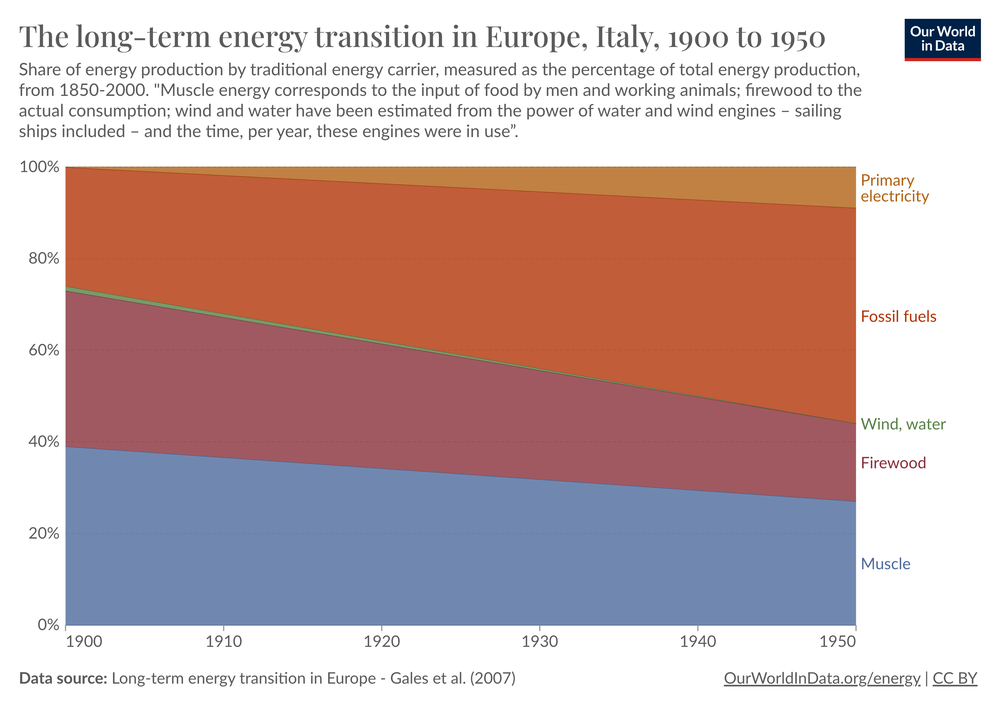 The long-term energy transition in Europe, Italy, 1900 to 1950
Our World
in Data
Share of energy production by traditional energy carrier, measured as the percentage of total energy production,
from 1850-2000. "Muscle energy corresponds to the input of food by men and working animals; firewood to the
actual consumption; wind and water have been estimated from the power of water and wind engines – sailing
ships included – and the time, per year, these engines were in use”.
100%
80%
60%
40%
20%
0%
Primary
electricity
Fossil fuels
Wind, water
Firewood
Muscle
1900 1910 1920 1930 1940 1950
Data source: Long-term energy transition in Europe - Gales et al. (2007)
OurWorldInData.org/energy | CC BY